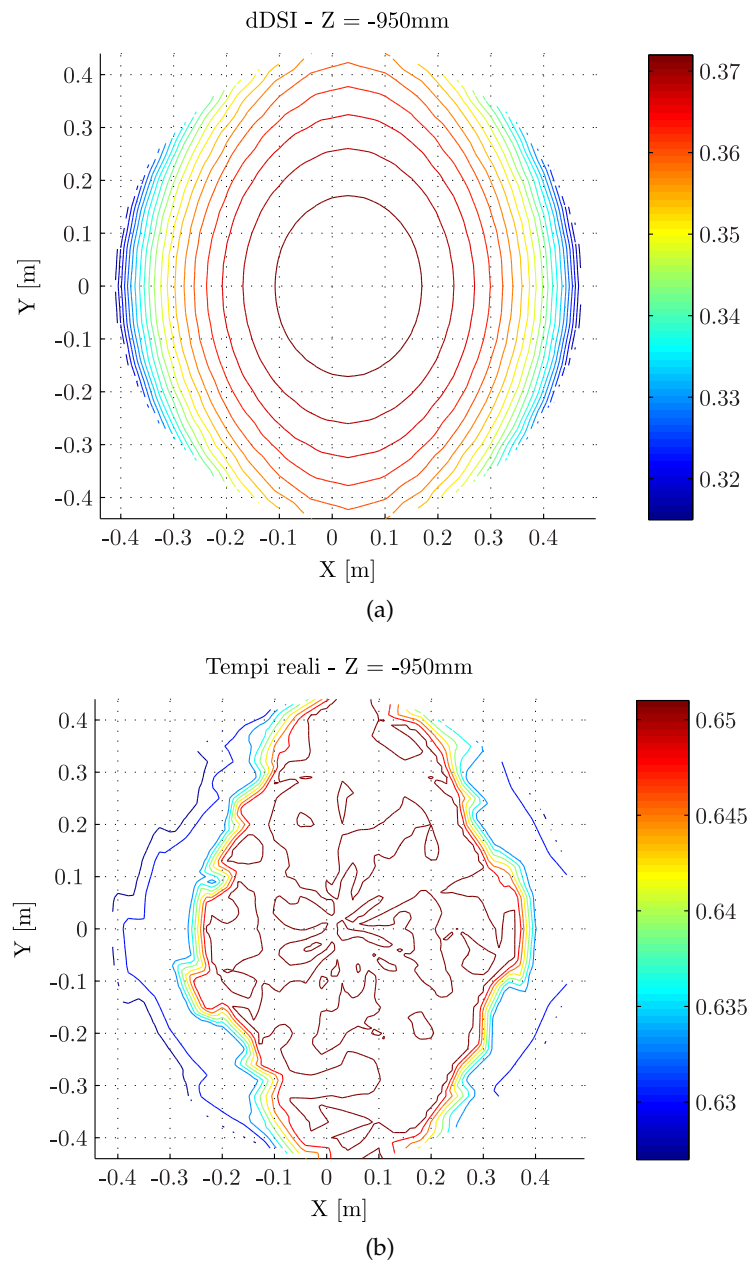 dDSI - Z = -950mm
0.4
0.3
0.2
0.1
0
-0.1
-0.2
-0.3
-0.4
Y [m]
-0.4 -0.3 -0.2 -0.1 0 0.1 0.2 0.3 0.4
X [m]
0.37
0.36
0.35
0.34
0.33
0.32
(a)
Tempi reali - Z = -950mm
0.4
0.3
0.2
0.1
0
-0.1
-0.2
-0.3
-0.4
Y [m]
-0.4 -0.3 -0.2 -0.1 0 0.1 0.2 0.3 0.4
X [m]
0.65
0.645
0.64
0.635
0.63
(b)